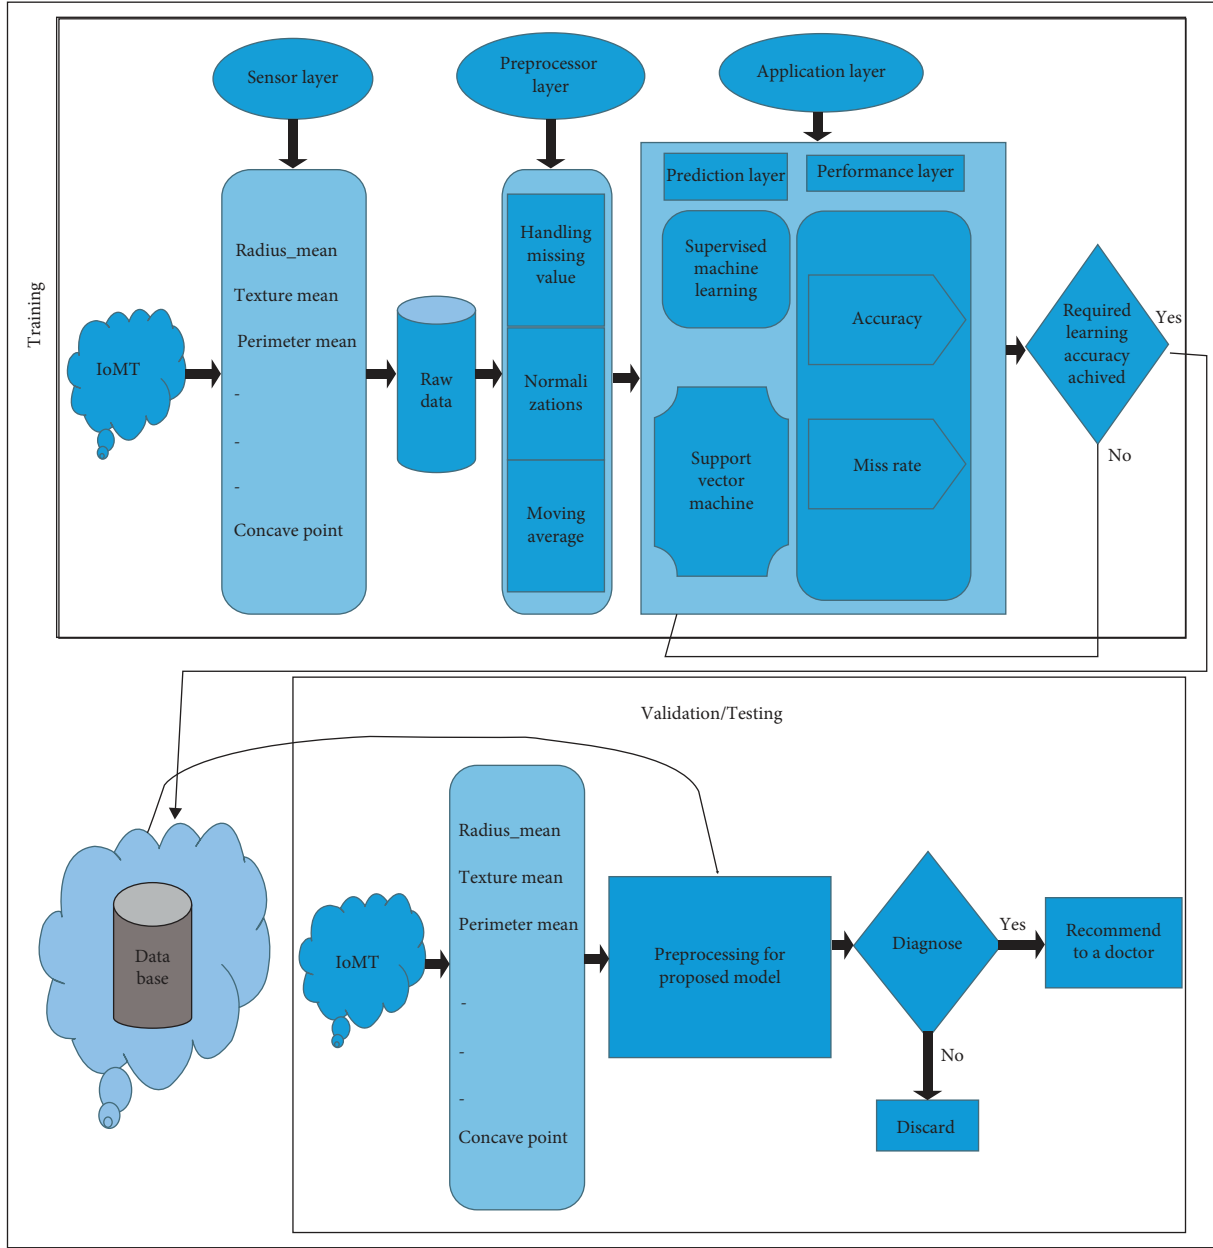 Training
Sensor layer
Preprocessor
layer
Application layer
IoMT
Radius_mean
Texture mean
Perimeter mean
-
-
-
Concave point
Raw
data
Handling
missing
value
Normali
zations
Moving
average
Prediction layer
Supervised
machine
learning
Support
vector
machine
Performance layer
Accuracy
Miss rate
Required
learning
accuracy
achived
Yes
No
Validation/Testing
Data
base
IoMT
Radius_mean
Texture mean
Perimeter mean
-
-
-
Concave point
Preprocessing for
proposed model
Diagnose
Yes
Recommend
to a doctor
No
Discard